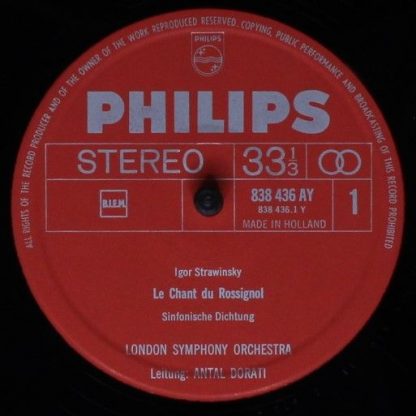 ALL RIGHTS OF THE RECORD PRODUCER AND OF THE OWNER OF THE WORK REPRODUCED RESERVED. COPYING, PUBLIC PERFORMANCE AND BROADCASTING OF THIS RECORD PROHIBITED
PHILIPS
PHILIPS
STEREO 33 1/3
B.I.E.M. 838 436 AY 1
838 436.1 Y
MADE IN HOLLAND
Igor Strawinsky
Le Chant du Rossignol
Sinfonische Dichtung
LONDON SYMPHONY ORCHESTRA
Leitung: ANTAL DORATI